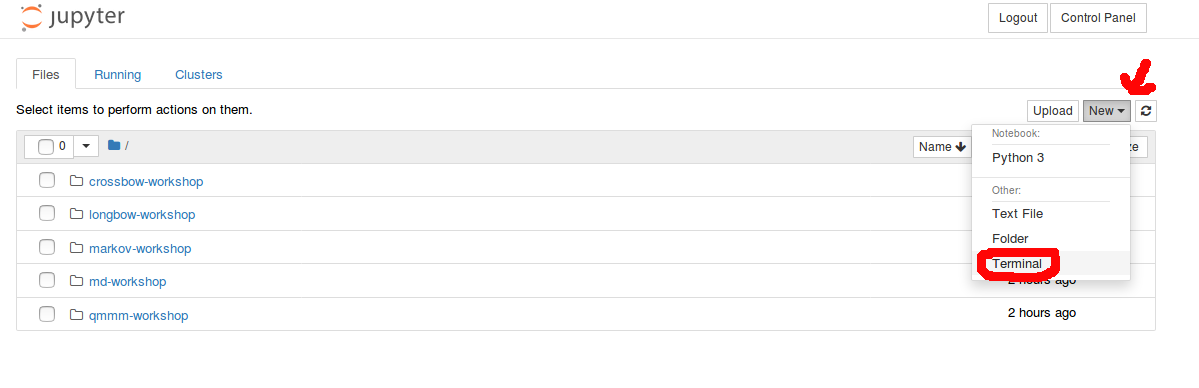 jupyter
Logout Control Panel
Files Running Clusters
Select items to perform actions on them.
Upload New
Notebook:
0 / Name
Python 3
crossbow-workshop
Other:
longbow-workshop Text File
Folder
markov-workshop
Terminal
md-workshop 2 hours ago
qmmm-workshop 2 hours ago